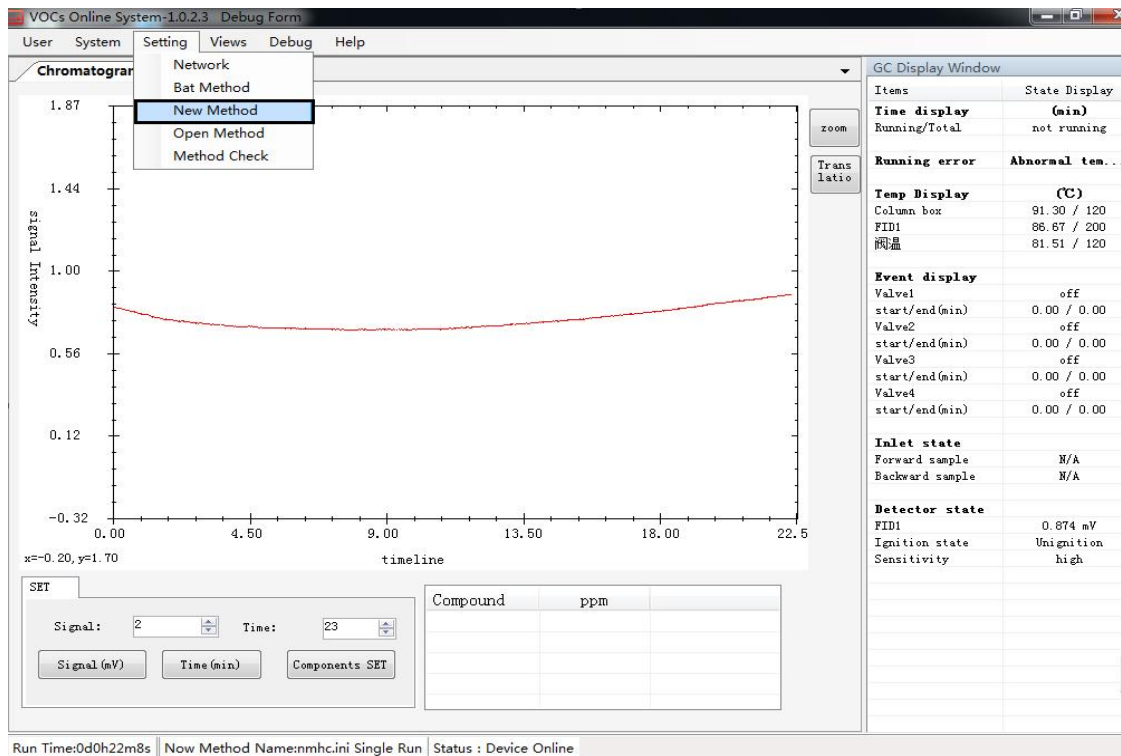 VOCs Online System-1.0.2.3 Debug Form
User System Setting Views Debug Help
Network
Bat Method
New Method
Open Method
Method Check
Chromatogra
1.87
1.44
1.00
0.56
0.12
-0.32
signal Intensity
0.00 4.50 9.00 13.50 18.00 22.5
x=-0.20, y=1.70
timeline
zoom
Trans
latio
SET
Signal: 2 Time: 23
Signal(mV) Time(min) Components SET
Compound ppm
GC Display Window
Items State Display
Time display (min)
Running/Total not running
Running error Abnormal tem...
Temp Display (℃)
Column box 91.30 / 120
FID1 86.67 / 200
阀温 81.51 / 120
Event display
Valve1 off
start/end(min) 0.00 / 0.00
Valve2 off
start/end(min) 0.00 / 0.00
Valve3 off
start/end(min) 0.00 / 0.00
Valve4 off
start/end(min) 0.00 / 0.00
Inlet state
Forward sample N/A
Backward sample N/A
Detector state
FID1 0.874 mV
Ignition state Unignition
Sensitivity high
Run Time:0d0h22m8s Now Method Name:nmhc.ini Single Run Status : Device Online